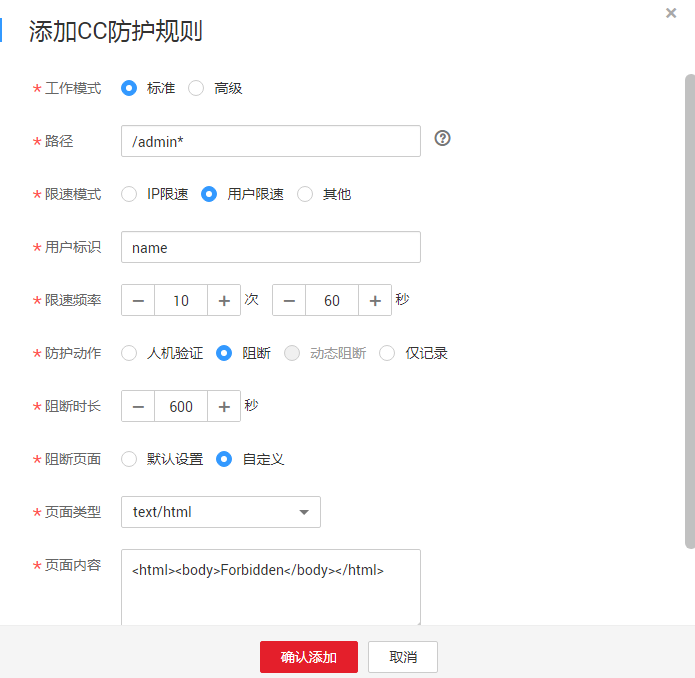 添加CC防护规则
* 工作模式 标准 高级
* 路径 /admin*
* 限速模式 IP限速 用户限速 其他
* 用户标识 name
* 限速频率 10 次 60 秒
* 防护动作 人机验证 阻断 动态阻断 仅记录
* 阻断时长 600 秒
* 阻断页面 默认设置 自定义
* 页面类型 text/html
* 页面内容 <html><body>Forbidden</body></html>
确认添加 取消